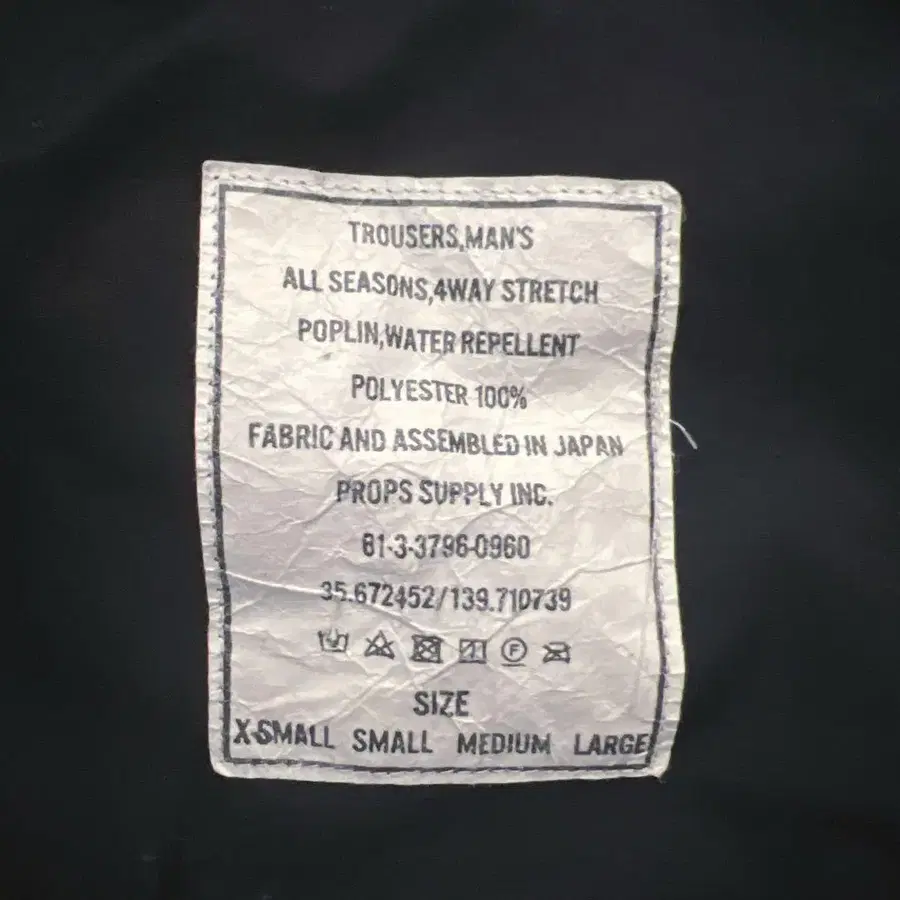 TROUSERS,MAN'S
ALL SEASONS,4WAY STRETCH
POPLIN,WATER REPELLENT
POLYESTER 100%
FABRIC AND ASSEMBLED IN JAPAN
PROPS SUPPLY INC.
81-3-3796-0960
35.672452/139.710739
F
SIZE
X-SMALL SMALL MEDIUM LARGE